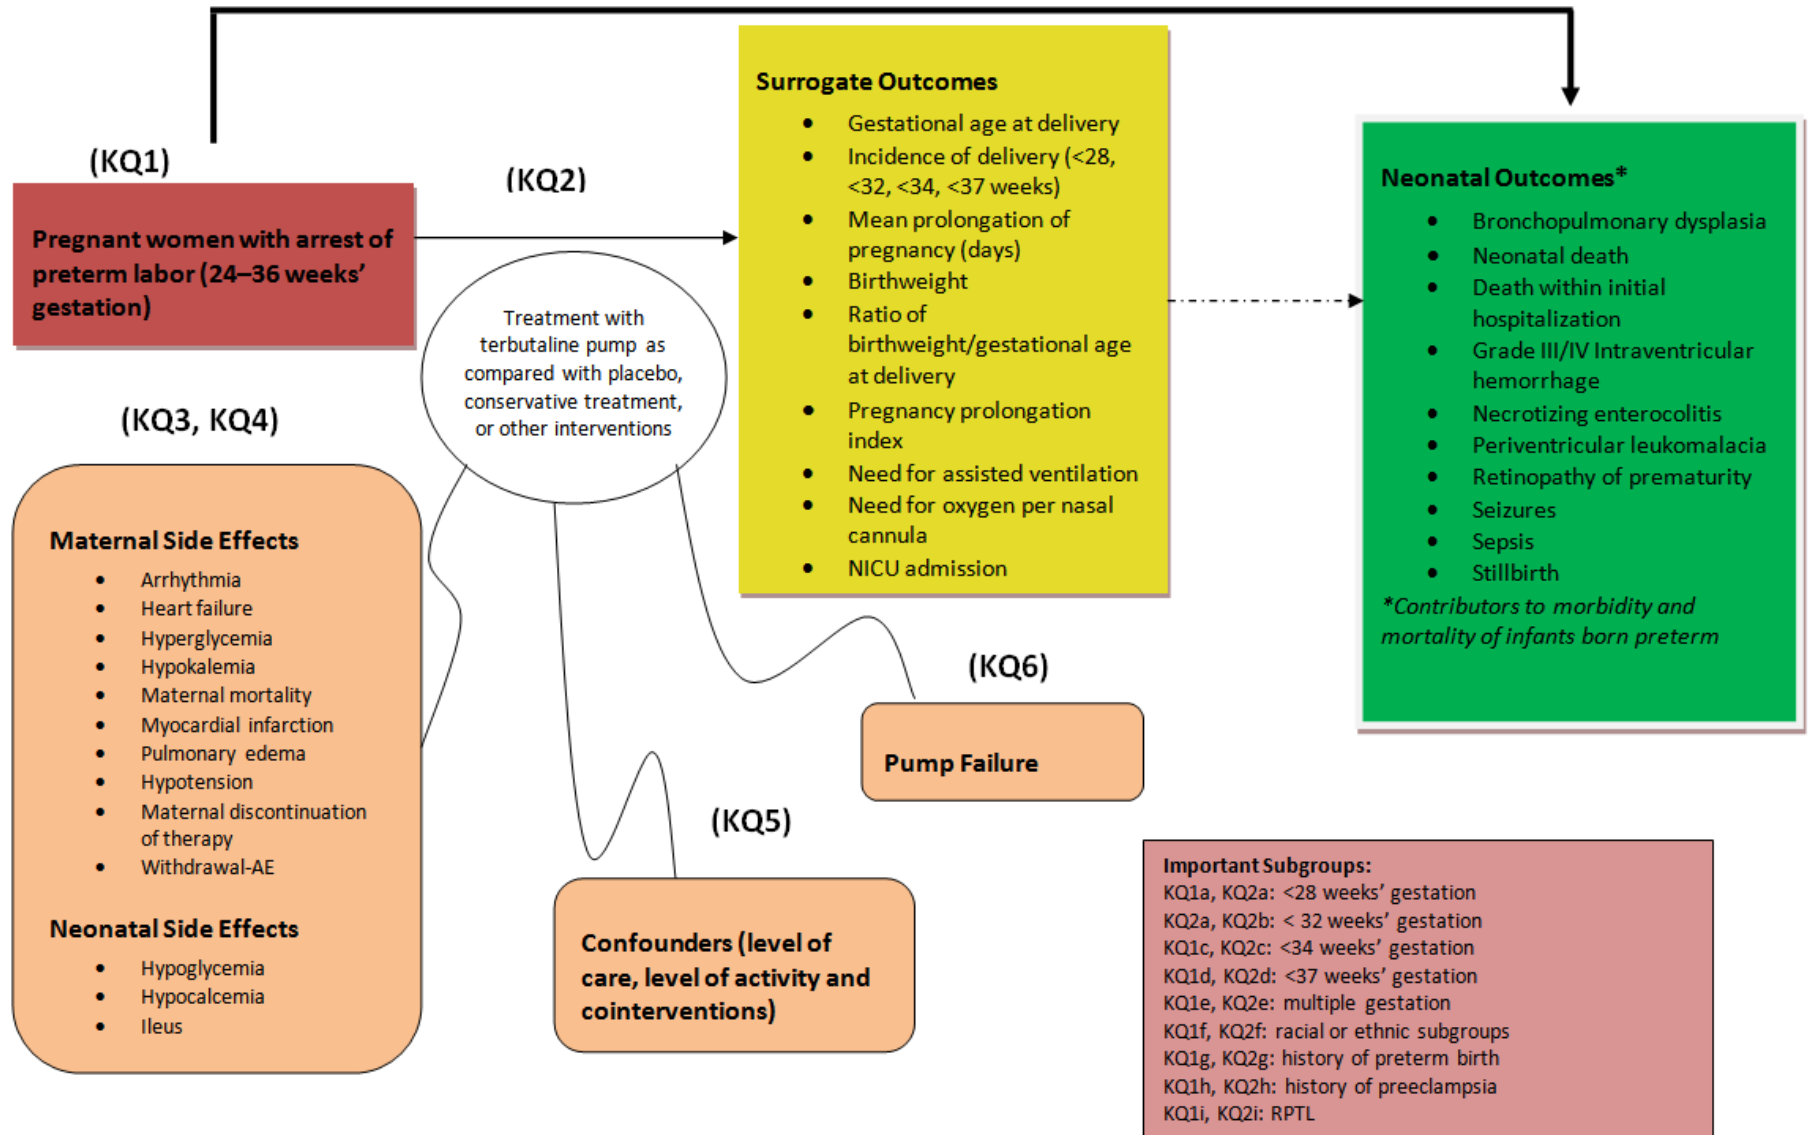 (KQ1)
Pregnant women with arrest of
preterm labor (24–36 weeks’
gestation)
(KQ2)
Treatment with
terbutaline pump as
compared with placebo,
conservative treatment,
or other interventions
Surrogate Outcomes
• Gestational age at delivery
• Incidence of delivery (<28,
<32, <34, <37 weeks)
• Mean prolongation of
pregnancy (days)
• Birthweight
• Ratio of
birthweight/gestational age
at delivery
• Pregnancy prolongation
index
• Need for assisted ventilation
• Need for oxygen per nasal
cannula
• NICU admission
Neonatal Outcomes*
• Bronchopulmonary dysplasia
• Neonatal death
• Death within initial
hospitalization
• Grade III/IV Intraventricular
hemorrhage
• Necrotizing enterocolitis
• Periventricular leukomalacia
• Retinopathy of prematurity
• Seizures
• Sepsis
• Stillbirth
*Contributors to morbidity and
mortality of infants born preterm
(KQ3, KQ4)
Maternal Side Effects
• Arrhythmia
• Heart failure
• Hyperglycemia
• Hypokalemia
• Maternal mortality
• Myocardial infarction
• Pulmonary edema
• Hypotension
• Maternal discontinuation
of therapy
• Withdrawal-AE
Neonatal Side Effects
• Hypoglycemia
• Hypocalcemia
• Ileus
(KQ5)
Confounders (level of
care, level of activity and
cointerventions)
(KQ6)
Pump Failure
Important Subgroups:
KQ1a, KQ2a: <28 weeks’ gestation
KQ2a, KQ2b: < 32 weeks’ gestation
KQ1c, KQ2c: <34 weeks’ gestation
KQ1d, KQ2d: <37 weeks’ gestation
KQ1e, KQ2e: multiple gestation
KQ1f, KQ2f: racial or ethnic subgroups
KQ1g, KQ2g: history of preterm birth
KQ1h, KQ2h: history of preeclampsia
KQ1i, KQ2i: RPTL